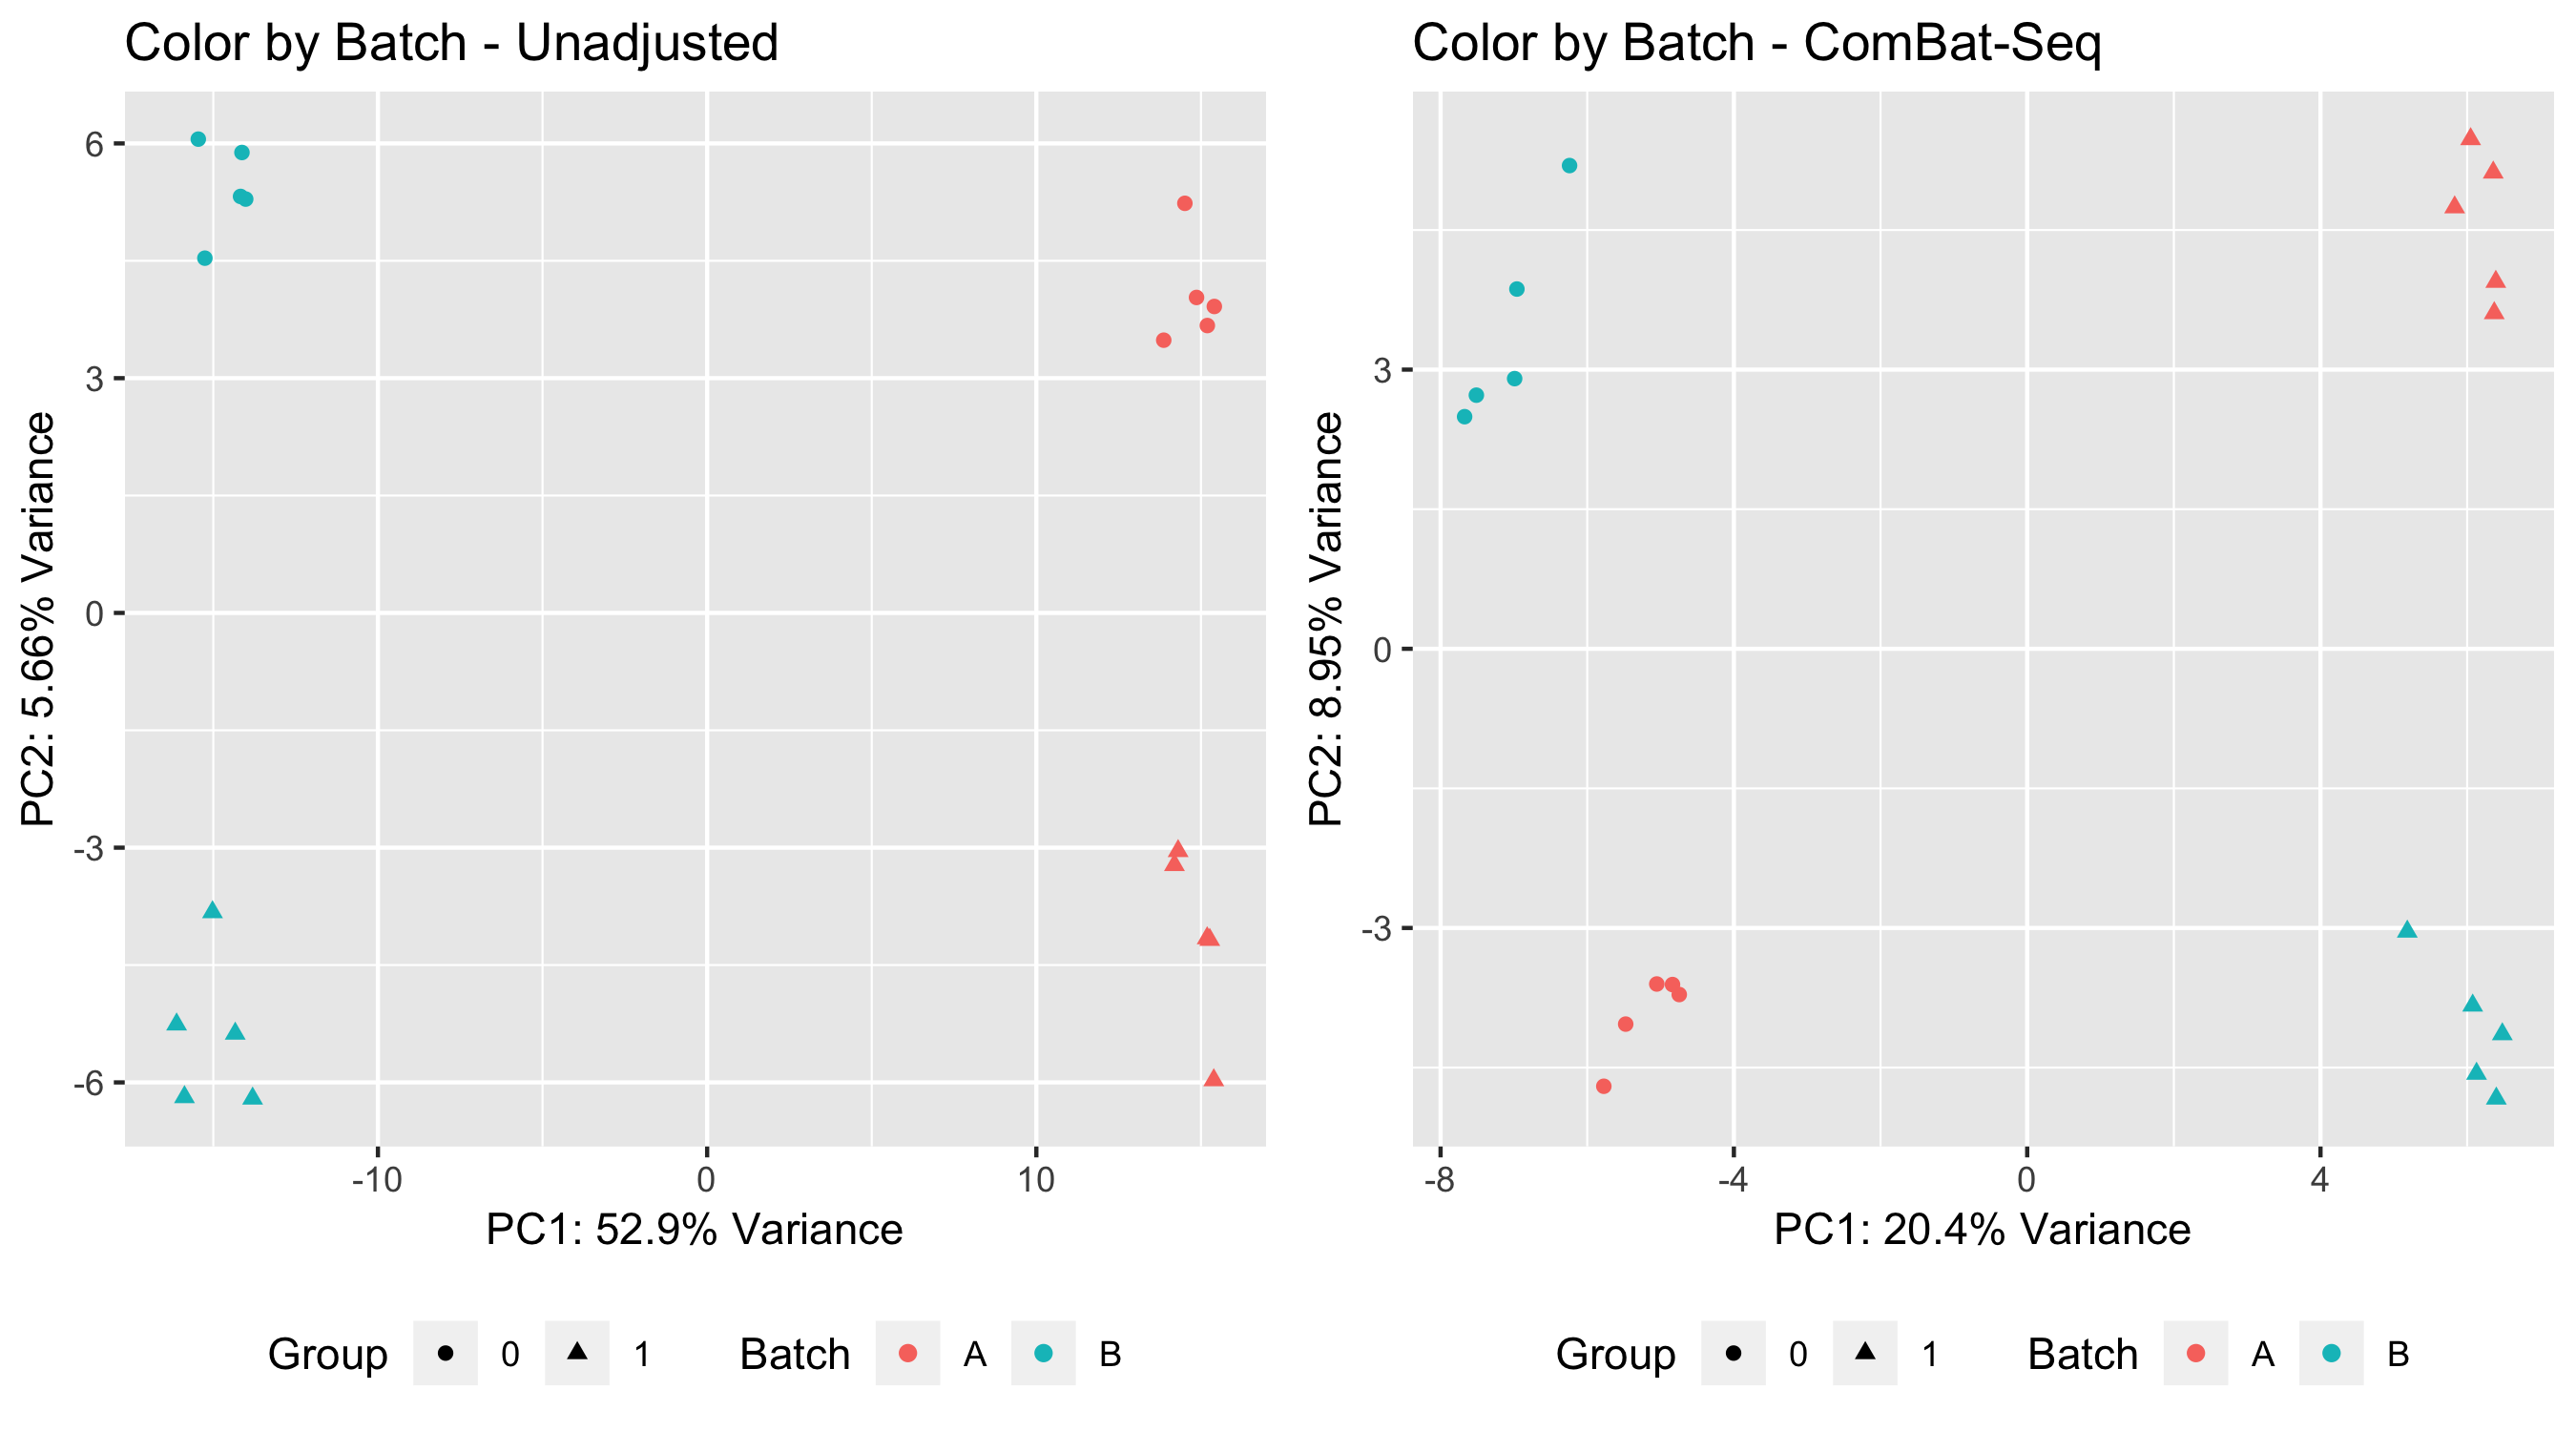 Color by Batch - Unadjusted
6
3
0
-3
-6
PC2: 5.66% Variance
-10 0 10
PC1: 52.9% Variance
Group 0 1 Batch A B
Color by Batch - ComBat-Seq
3
0
-3
PC2: 8.95% Variance
-8 -4 0 4
PC1: 20.4% Variance
Group 0 1 Batch A B